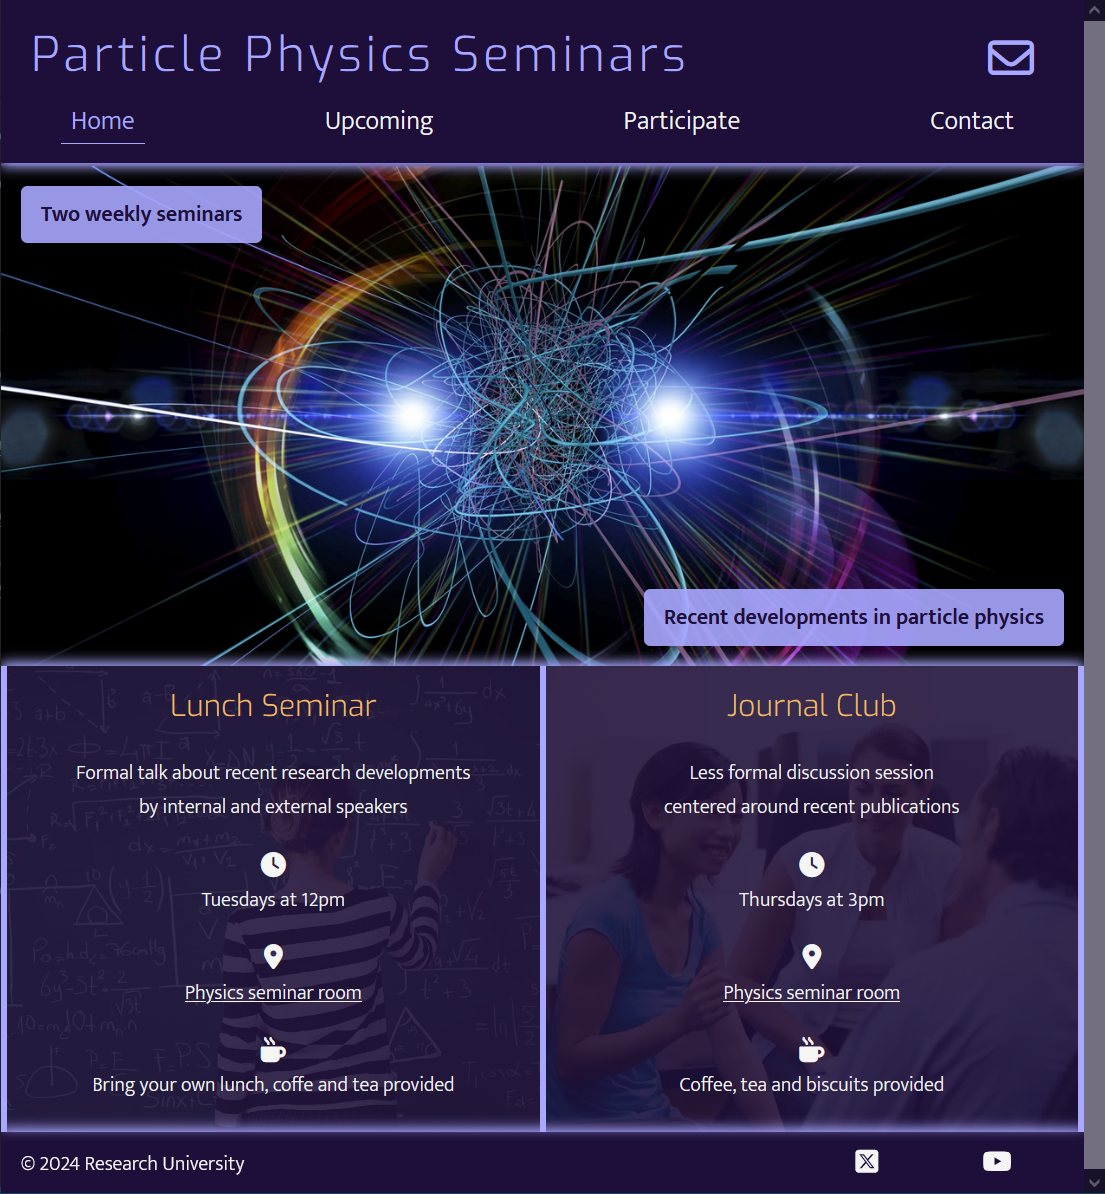 Particle Physics Seminars
Home Upcoming Participate Contact
Two weekly seminars
Recent developments in particle physics
Lunch Seminar
Formal talk about recent research developments
by internal and external speakers
Tuesdays at 12pm
Physics seminar room
Bring your own lunch, coffe and tea provided
Journal Club
Less formal discussion session
centered around recent publications
Thursdays at 3pm
Physics seminar room
Coffee, tea and biscuits provided
© 2024 Research University